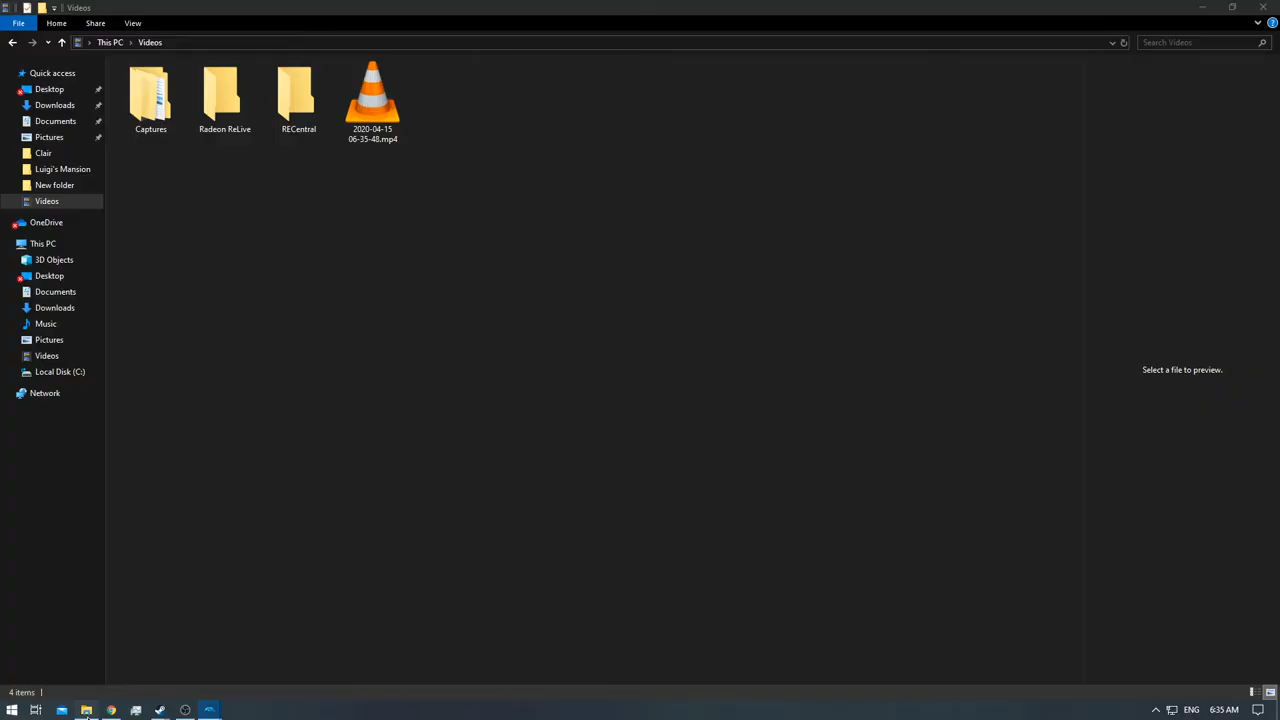 Videos
File
Home
Share
View
This PC
Videos
Search Videos
Quick access
Desktop
Downloads
Documents
Pictures
Clair
Luigi's Mansion
New folder
Videos
OneDrive
This PC
3D Objects
Desktop
Documents
Downloads
Music
Pictures
Videos
Local Disk (C:)
Network
Captures
Radeon ReLive
RECentral
2020-04-15
06-35-48.mp4
Select a file to preview.
4 items
ENG
6:35 AM